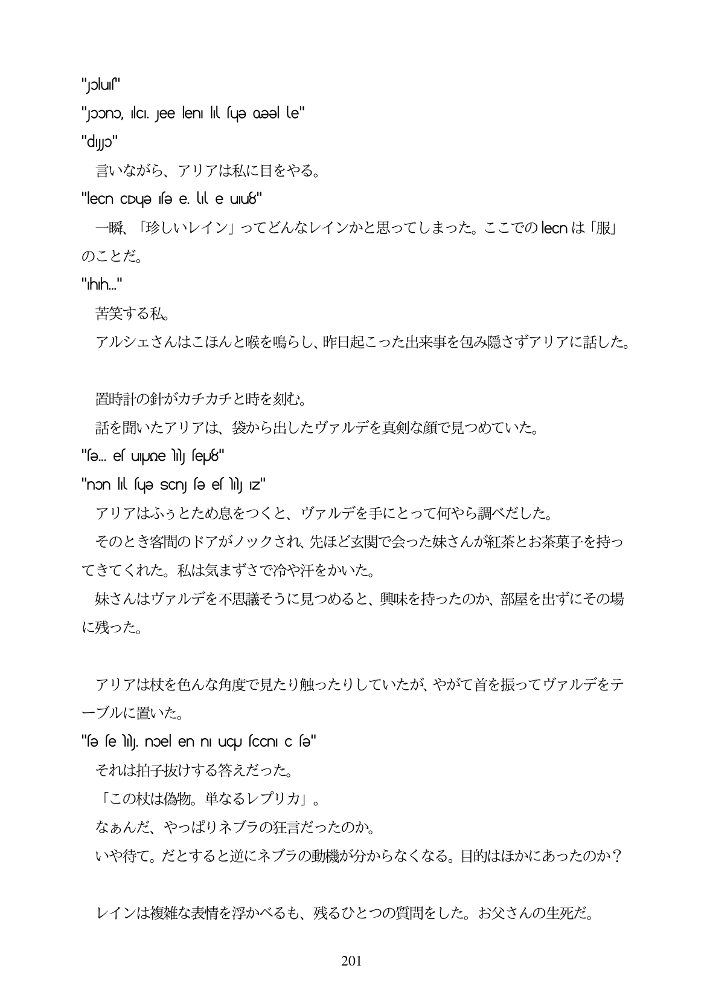 "ȷɔluıſ"
"ȷɔɔnɔ, ılcı. ȷee lenı lıl ſyə ɑəəl le"
"dıȷȷɔ"
言いながら、アリアは私に目をやる。
"lecn cɒyə ıſə e. lıl e uıuȣ"
一瞬、「珍しいレイン」ってどんなレインかと思ってしまった。ここでの lecn は「服」
のことだ。
"ıhıh..."
苦笑する私。
アルシェさんはこほんと喉を鳴らし、昨日起こった出来事を包み隠さずアリアに話した。
置時計の針がカチカチと時を刻む。
話を聞いたアリアは、袋から出したヴァルデを真剣な顔で見つめていた。
"ſə... eſ
"nɔn lıl ſyə scnȷ ſə eſ
アリアはふぅとため息をつくと、ヴァルデを手にとって何やら調べだした。
そのとき客間のドアがノックされ、先ほど玄関で会った妹さんが紅茶とお茶菓子を持っ
てきてくれた。私は気まずさで冷や汗をかいた。
妹さんはヴァルデを不思議そうに見つめると、興味を持ったのか、部屋を出ずにその場
に残った。
アリアは杖を色んな角度で見たり触ったりしていたが、やがて首を振ってヴァルデをテ
ーブルに置いた。
"ſə ſe nɔel en nı ucµ ſccnı c ſə"
それは拍子抜けする答えだった。
「この杖は偽物。単なるレプリカ」。
なぁんだ、やっぱりネブラの狂言だったのか。
いや待て。だとすると逆にネブラの動機が分からなくなる。目的はほかにあったのか？
レインは複雑な表情を浮かべるも、残るひとつの質問をした。お父さんの生死だ。
201